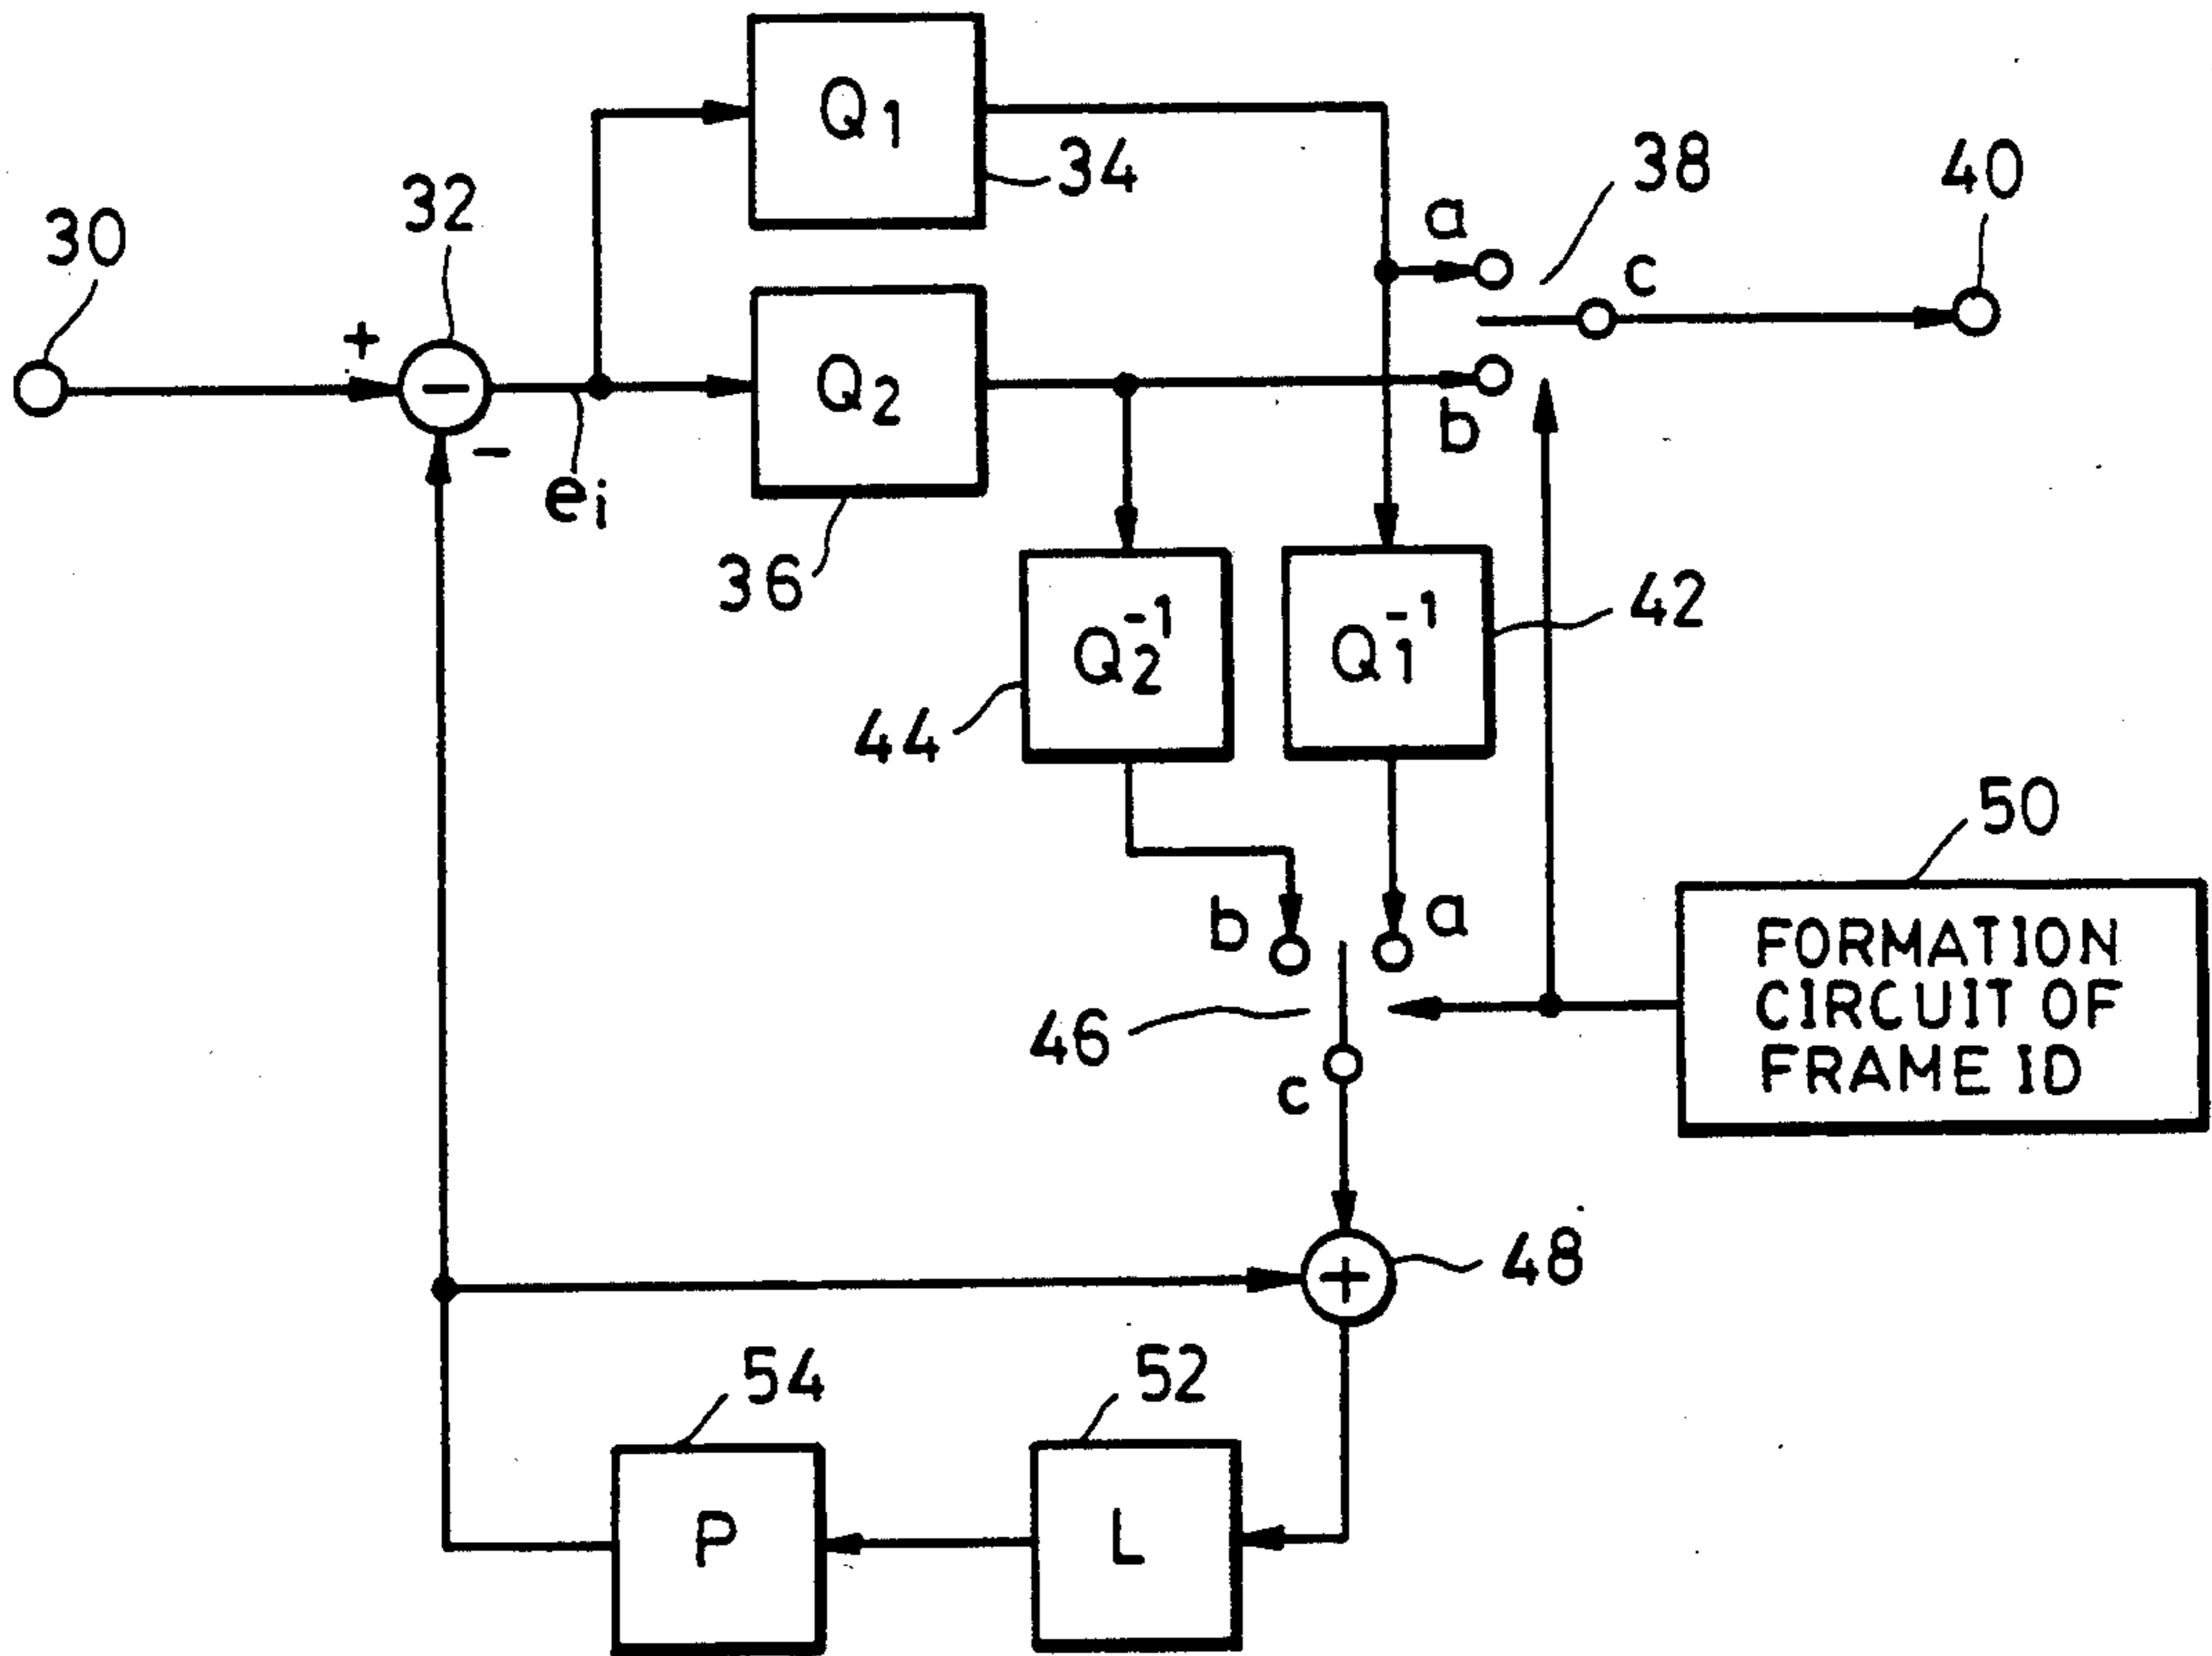 Q1
34
38
40
32
30
a
c
+
−
Q2
b
−
ei
36
Q2^-1
Q1^-1
42
44
50
b
a
FORMATION
CIRCUIT OF
FRAME ID
46
c
+
48
54
52
P
L